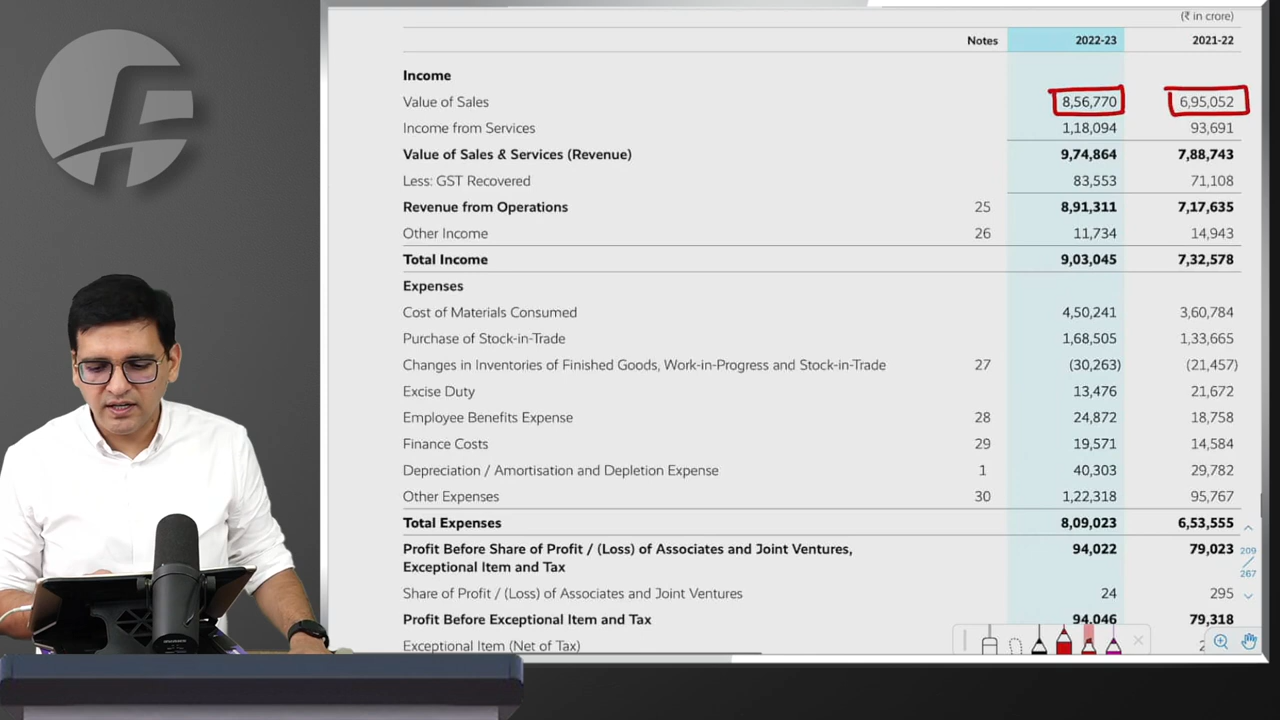 (₹ in crore)
Notes 2022-23 2021-22
Income
Value of Sales 8,56,770 6,95,052
Income from Services 1,18,094 93,691
Value of Sales & Services (Revenue) 9,74,864 7,88,743
Less: GST Recovered 83,553 71,108
Revenue from Operations 25 8,91,311 7,17,635
Other Income 26 11,734 14,943
Total Income 9,03,045 7,32,578
Expenses
Cost of Materials Consumed 4,50,241 3,60,784
Purchase of Stock-in-Trade 1,68,505 1,33,665
Changes in Inventories of Finished Goods, Work-in-Progress and Stock-in-Trade 27 (30,263) (21,457)
Excise Duty 13,476 21,672
Employee Benefits Expense 28 24,872 18,758
Finance Costs 29 19,571 14,584
Depreciation / Amortisation and Depletion Expense 1 40,303 29,782
Other Expenses 30 1,22,318 95,767
Total Expenses 8,09,023 6,53,555
Profit Before Share of Profit / (Loss) of Associates and Joint Ventures, 94,022 79,023
Exceptional Item and Tax
209
/
267
Share of Profit / (Loss) of Associates and Joint Ventures 24 295
Profit Before Exceptional Item and Tax 94,046 79,318
Exceptional Item (Net of Tax)